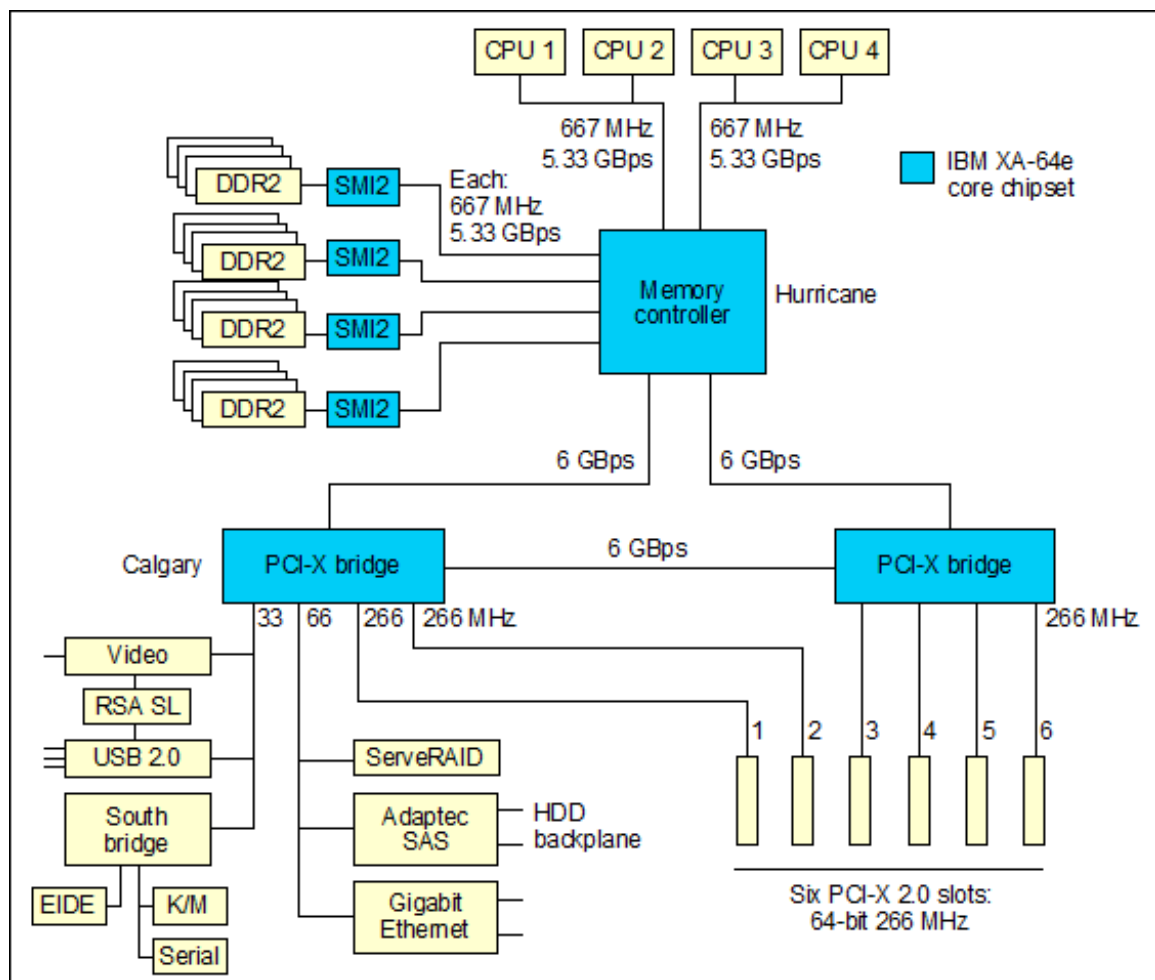 CPU 1
CPU 2
CPU 3
CPU 4
667 MHz
5.33 GBps
667 MHz
5.33 GBps
IBM XA-64e
core chipset
DDR2
SMI2
Each:
667 MHz
5.33 GBps
DDR2
SMI2
DDR2
SMI2
DDR2
SMI2
Memory
controller
Hurricane
6 GBps
6 GBps
Calgary
PCI-X bridge
6 GBps
PCI-X bridge
33
66
266
266 MHz
266 MHz
Video
RSA SL
USB 2.0
South
bridge
EIDE
K/M
Serial
ServeRAID
Adaptec
SAS
HDD
backplane
Gigabit
Ethernet
1
2
3
4
5
6
Six PCI-X 2.0 slots:
64-bit 266 MHz